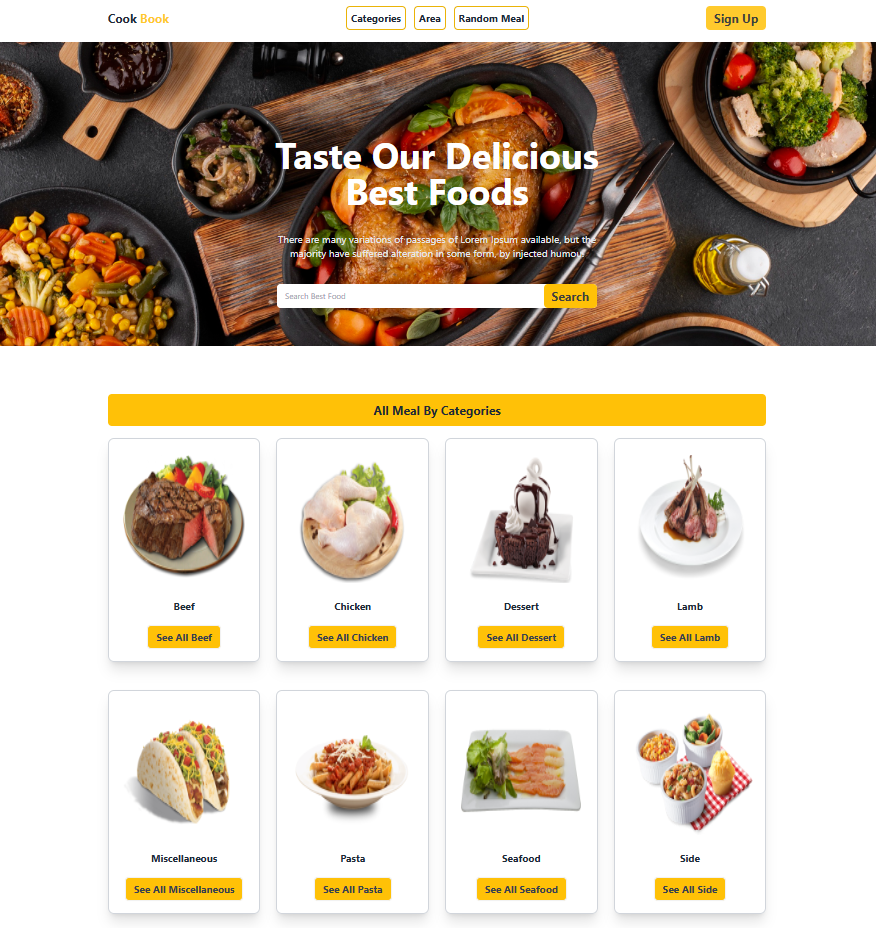 Cook Book
Categories
Area
Random Meal
Sign Up
Taste Our Delicious
Best Foods
There are many variations of passages of Lorem Ipsum available, but the
majority have suffered alteration in some form, by injected humour
Search Best Food
Search
All Meal By Categories
Beef
Chicken
Dessert
Lamb
See All Beef
See All Chicken
See All Dessert
See All Lamb
Miscellaneous
Pasta
Seafood
Side
See All Miscellaneous
See All Pasta
See All Seafood
See All Side